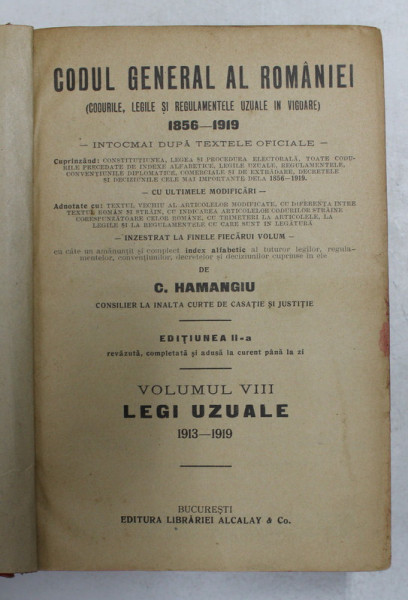 CODUL GENERAL AL ROMÂNIEI
(CODURILE, LEGILE ȘI REGULAMENTELE UZUALE IN VIGOARE)
1856—1919
— INTOCMAI DUPĂ TEXTELE OFICIALE —
Cuprinzând: CONSTITUȚIUNEA, LEGEA ȘI PROCEDURA ELECTORALĂ, TOATE CODU-
RILE PRECEDATE DE INDEXE ALFABETICE, LEGILE UZUALE, REGULAMENTELE,
CONVENȚIUNILE DIPLOMATICE, COMERCIALE ȘI DE EXTRĂDARE, DECRETELE
ȘI DECIZIUNILE CELE MAI IMPORTANTE DELA 1856—1919.
— CU ULTIMELE MODIFICĂRI —
Adnotate cu: TEXTUL VECHIU AL ARTICOLELOR MODIFICATE, CU DIFERENȚA INTRE
TEXTUL ROMÂN ȘI STRĂIN, CU INDICAREA ARTICOLELOR CODURILOR STRĂINE
CORESPUNZĂTOARE CELOR ROMÂNE, CU TRIMETERI LA ARTICOLELE, LA
LEGILE ȘI LA REGULAMENTELE CU CARE SUNT IN LEGĂTURĂ
— INZESTRAT LA FINELE FIECĂRUI VOLUM —
cu câte un amănunțit și complect index alfabetic al tuturor legilor, regula-
mentelor, convențiunilor, decretelor și deciziunilor cuprinse în ele
DE
C. HAMANGIU
CONSILIER LA INALTA CURTE DE CASAȚIE ȘI JUSTIȚIE
EDIȚIUNEA II-a
revăzută, completată și adusă la curent până la zi
VOLUMUL VIII
LEGI UZUALE
1913—1919
BUCUREȘTI
EDITURA LIBRĂRIEI ALCALAY & Co.